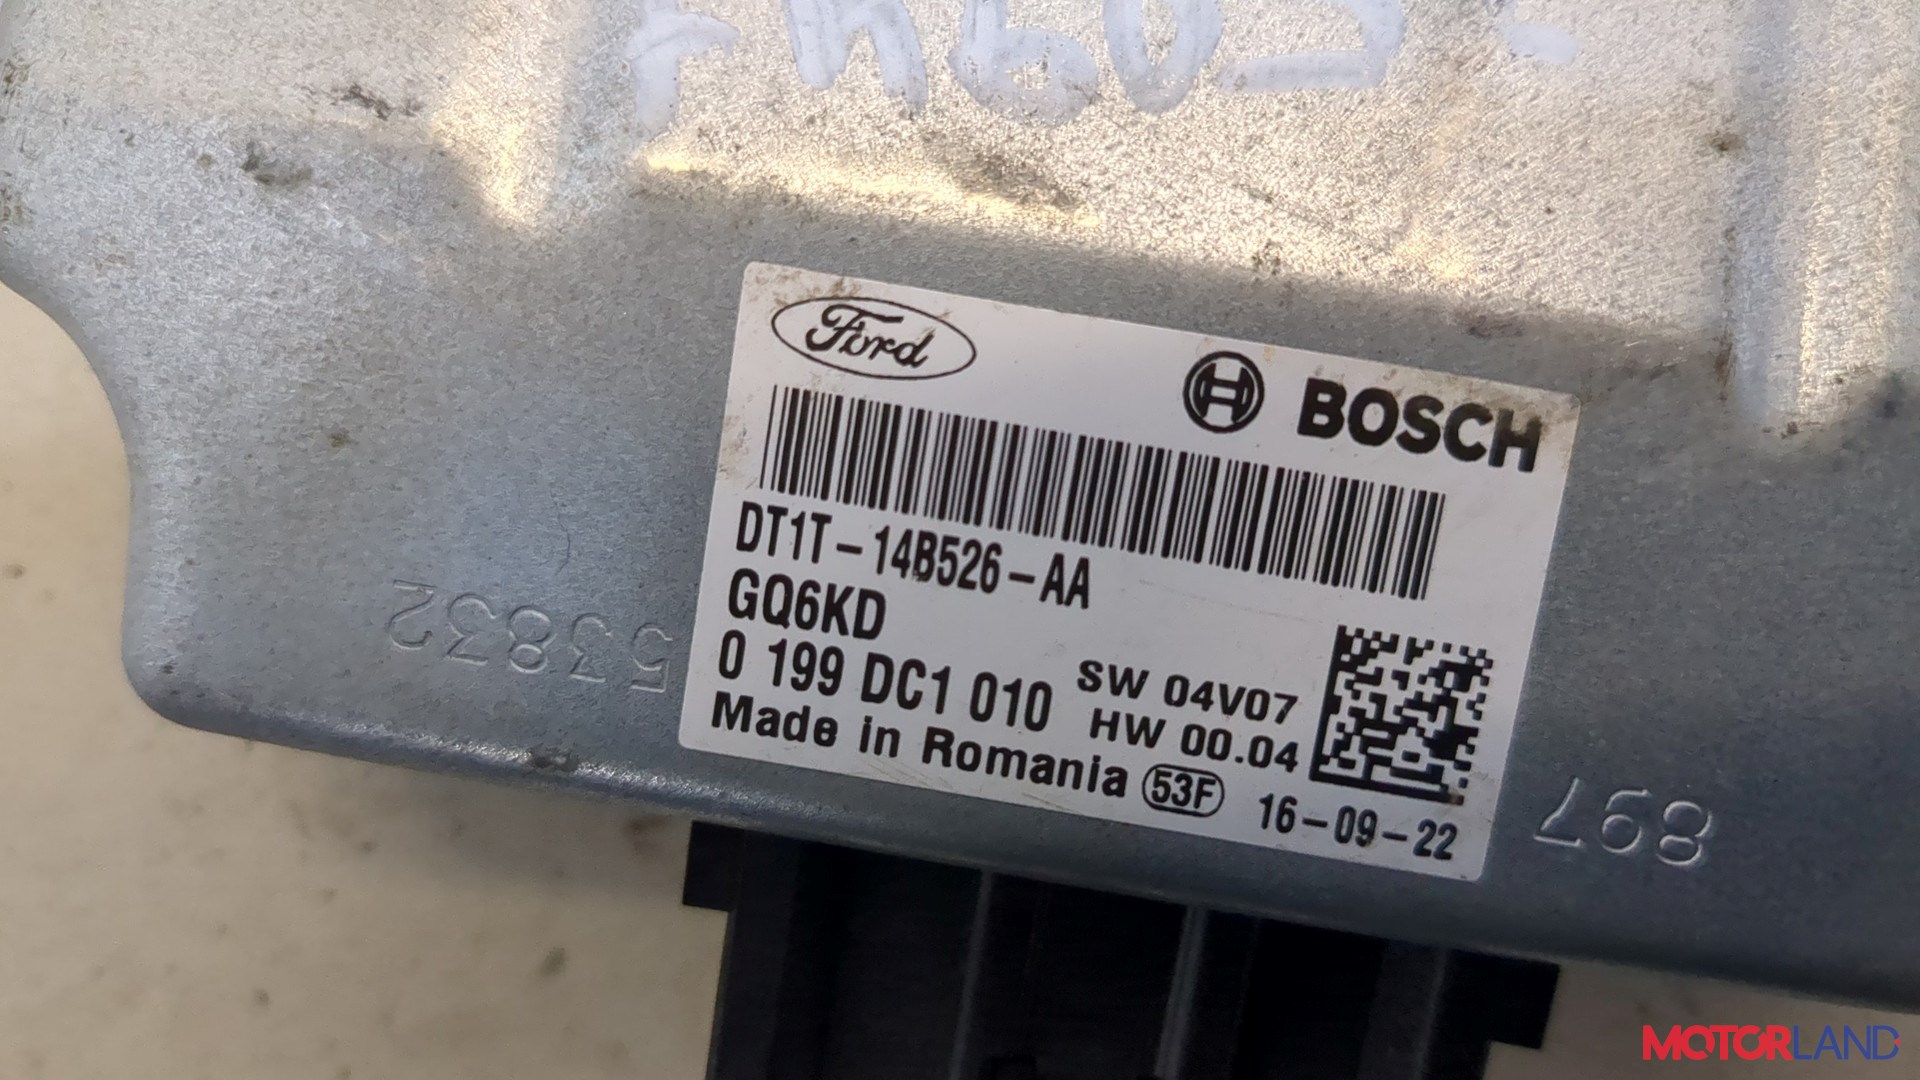 Ford
BOSCH
DT1T-14B526-AA
GQ6KD
0 199 DC1 010
SW 04V07
HW 00.04
Made in Romania
53F
16-09-22
53832
897
MOTORLAND